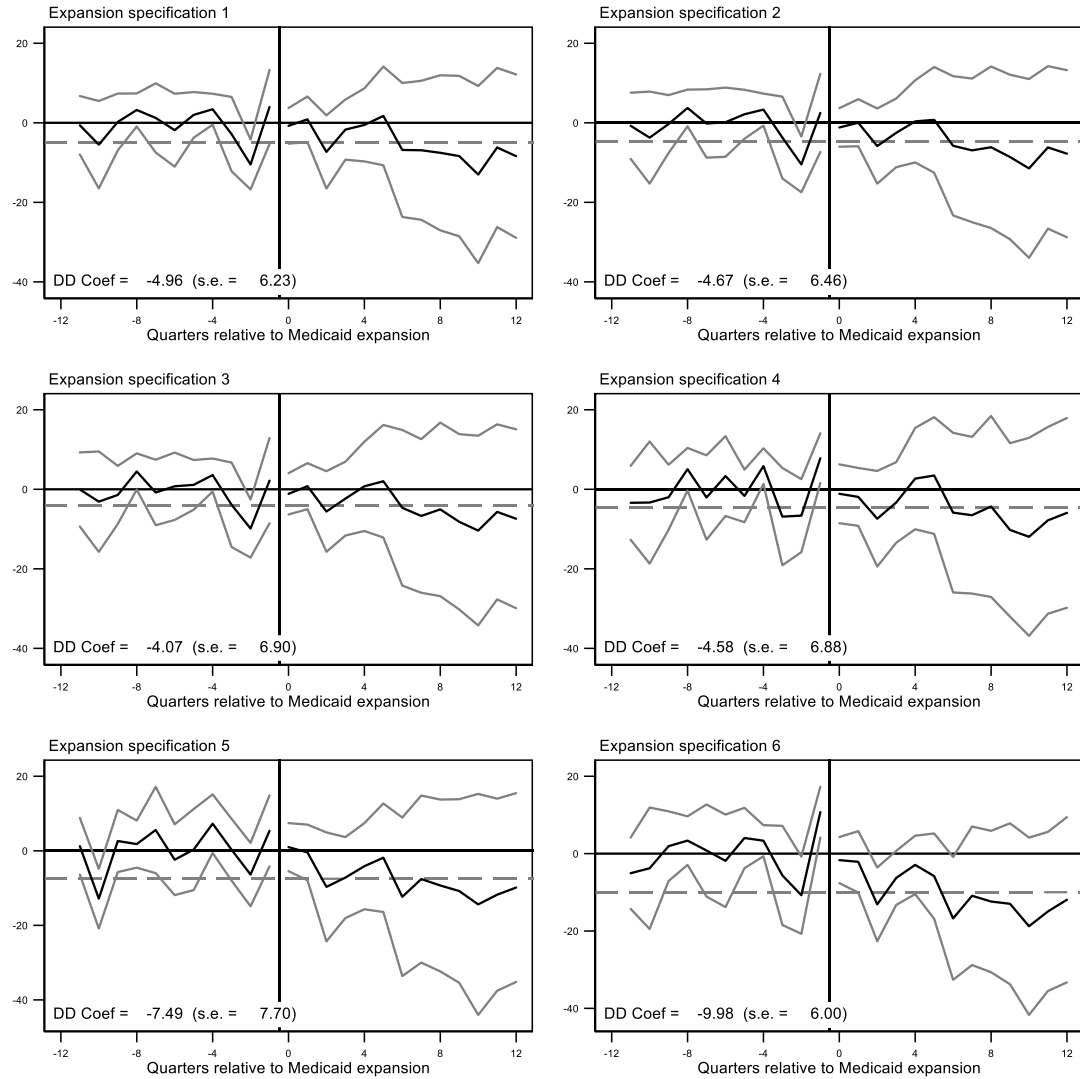 Expansion specification 1
20
0
-20
-40
DD Coef = -4.96 (s.e. = 6.23)
-12 -8 -4 0 4 8 12
Quarters relative to Medicaid expansion
Expansion specification 2
20
0
-20
-40
DD Coef = -4.67 (s.e. = 6.46)
-12 -8 -4 0 4 8 12
Quarters relative to Medicaid expansion
Expansion specification 3
20
0
-20
-40
DD Coef = -4.07 (s.e. = 6.90)
-12 -8 -4 0 4 8 12
Quarters relative to Medicaid expansion
Expansion specification 4
20
0
-20
-40
DD Coef = -4.58 (s.e. = 6.88)
-12 -8 -4 0 4 8 12
Quarters relative to Medicaid expansion
Expansion specification 5
20
0
-20
-40
DD Coef = -7.49 (s.e. = 7.70)
-12 -8 -4 0 4 8 12
Quarters relative to Medicaid expansion
Expansion specification 6
20
0
-20
-40
DD Coef = -9.98 (s.e. = 6.00)
-12 -8 -4 0 4 8 12
Quarters relative to Medicaid expansion